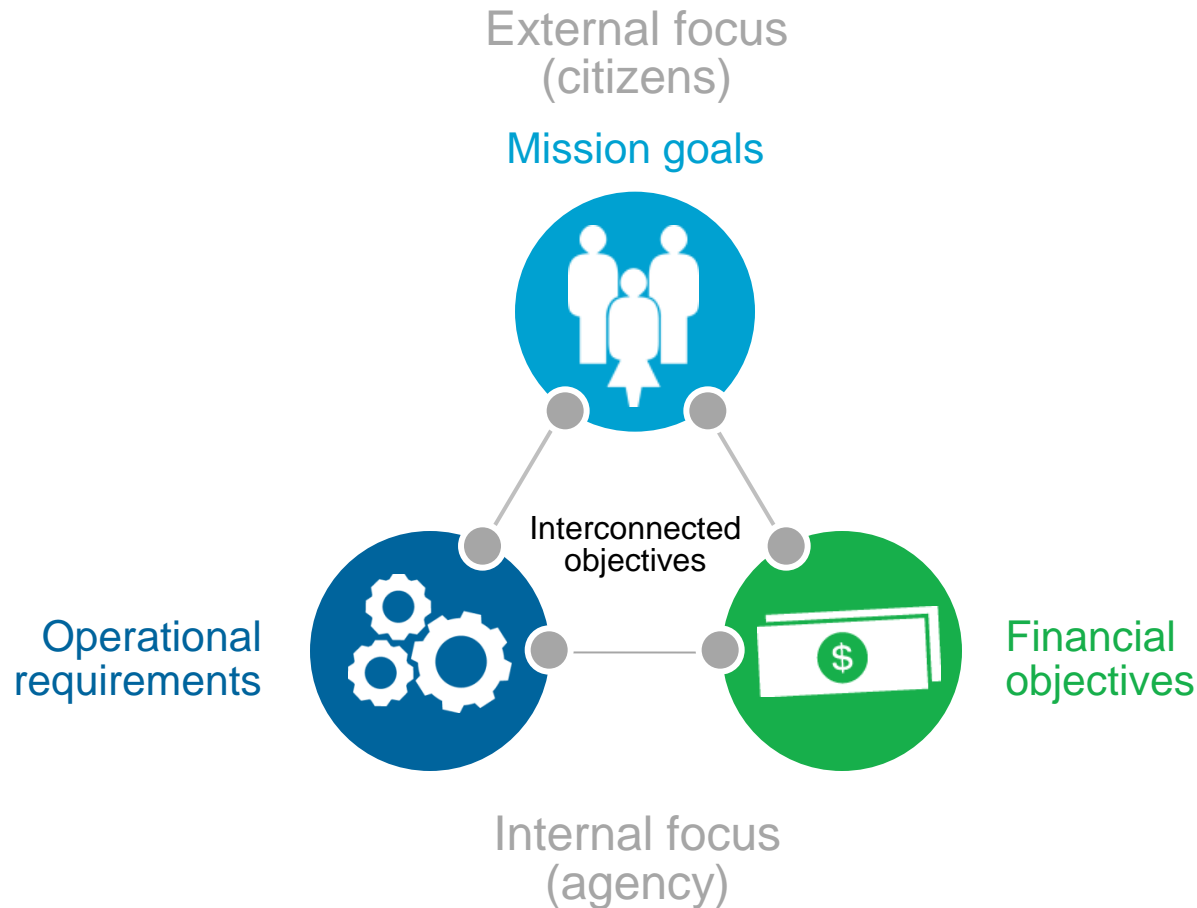 External focus
(citizens)
Mission goals
Interconnected
objectives
Operational
requirements
$
Financial
objectives
Internal focus
(agency)